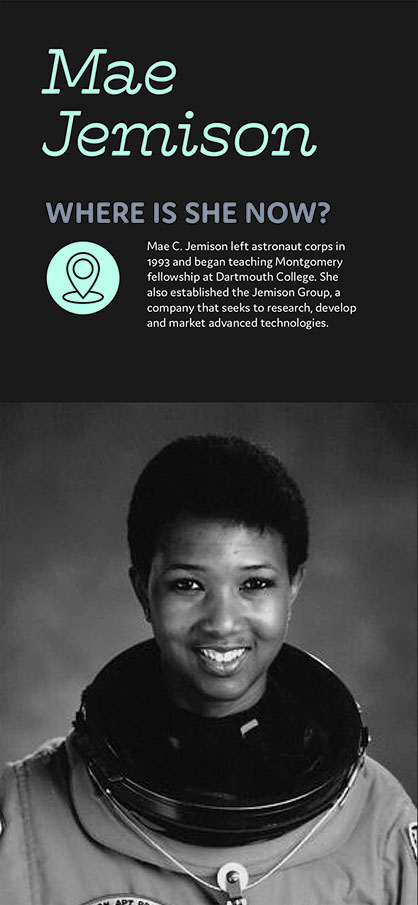 Mae
Jemison
WHERE IS SHE NOW?
Mae C. Jemison left astronaut corps in
1993 and began teaching Montgomery
fellowship at Dartmouth College. She
also established the Jemison Group, a
company that seeks to research, develop
and market advanced technologies.
APT